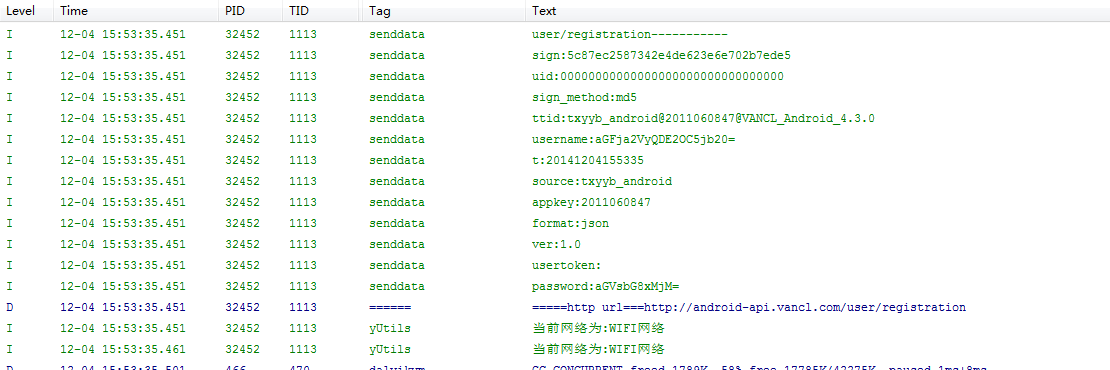 Level Time PID TID Tag Text
I 12-04 15:53:35.451 32452 1113 senddata user/registration-----------
I 12-04 15:53:35.451 32452 1113 senddata sign:5c87ec2587342e4de623e6e702b7ede5
I 12-04 15:53:35.451 32452 1113 senddata uid:00000000000000000000000000000000
I 12-04 15:53:35.451 32452 1113 senddata sign_method:md5
I 12-04 15:53:35.451 32452 1113 senddata ttid:txyyb_android@2011060847@VANCL_Android_4.3.0
I 12-04 15:53:35.451 32452 1113 senddata username:aGFja2VyQDE2OC5jb20=
I 12-04 15:53:35.451 32452 1113 senddata t:20141204155335
I 12-04 15:53:35.451 32452 1113 senddata source:txyyb_android
I 12-04 15:53:35.451 32452 1113 senddata appkey:2011060847
I 12-04 15:53:35.451 32452 1113 senddata format:json
I 12-04 15:53:35.451 32452 1113 senddata ver:1.0
I 12-04 15:53:35.451 32452 1113 senddata usertoken:
I 12-04 15:53:35.451 32452 1113 senddata password:aGVsbG8xMjM=
D 12-04 15:53:35.451 32452 1113 ====== =====http url===http://android-api.vancl.com/user/registration
I 12-04 15:53:35.451 32452 1113 yUtils 当前网络为:WIFI网络
I 12-04 15:53:35.461 32452 1113 yUtils 当前网络为:WIFI网络
D 12-04 15:53:35.501 466 470 dalvikvm GC_CONCURRENT freed 1789K, 58% free 17785K/42275K, paused 1ms+8ms